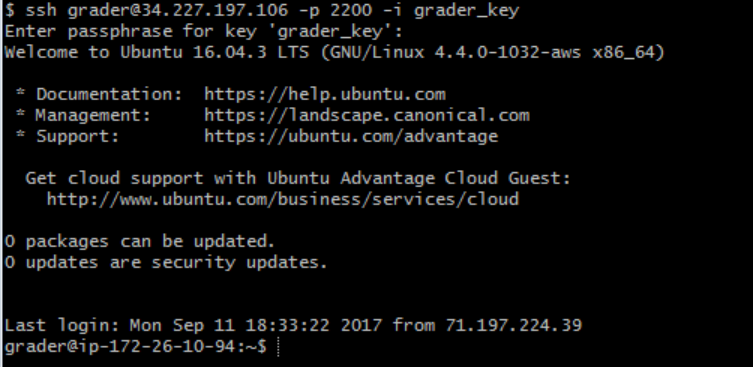 $ ssh grader@34.227.197.106 -p 2200 -i grader_key
Enter passphrase for key 'grader_key':
Welcome to Ubuntu 16.04.3 LTS (GNU/Linux 4.4.0-1032-aws x86_64)
* Documentation:  https://help.ubuntu.com
* Management:     https://landscape.canonical.com
* Support:        https://ubuntu.com/advantage
Get cloud support with Ubuntu Advantage Cloud Guest:
http://www.ubuntu.com/business/services/cloud
0 packages can be updated.
0 updates are security updates.
Last login: Mon Sep 11 18:33:22 2017 from 71.197.224.39
grader@ip-172-26-10-94:~$